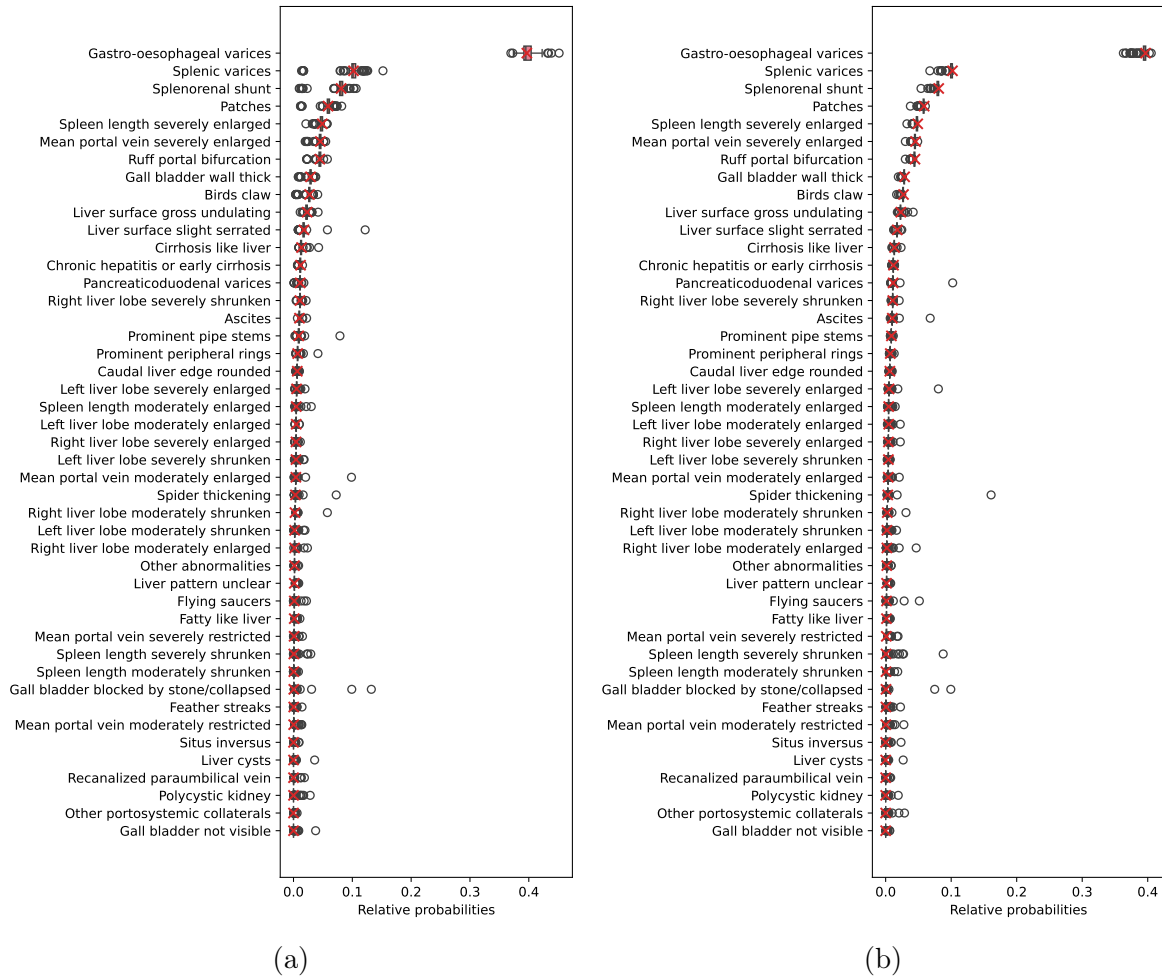 Gastro-oesophageal varices
Splenic varices
Splenorenal shunt
Patches
Spleen length severely enlarged
Mean portal vein severely enlarged
Ruff portal bifurcation
Gall bladder wall thick
Birds claw
Liver surface gross undulating
Liver surface slight serrated
Cirrhosis like liver
Chronic hepatitis or early cirrhosis
Pancreaticoduodenal varices
Right liver lobe severely shrunken
Ascites
Prominent pipe stems
Prominent peripheral rings
Caudal liver edge rounded
Left liver lobe severely enlarged
Spleen length moderately enlarged
Left liver lobe moderately enlarged
Right liver lobe severely enlarged
Left liver lobe severely shrunken
Mean portal vein moderately enlarged
Spider thickening
Right liver lobe moderately shrunken
Left liver lobe moderately shrunken
Right liver lobe moderately enlarged
Other abnormalities
Liver pattern unclear
Flying saucers
Fatty like liver
Mean portal vein severely restricted
Spleen length severely shrunken
Spleen length moderately shrunken
Gall bladder blocked by stone/collapsed
Feather streaks
Mean portal vein moderately restricted
Situs inversus
Liver cysts
Recanalized paraumbilical vein
Polycystic kidney
Other portosystemic collaterals
Gall bladder not visible
0.0 0.1 0.2 0.3 0.4
Relative probabilities
(a)
Gastro-oesophageal varices
Splenic varices
Splenorenal shunt
Patches
Spleen length severely enlarged
Mean portal vein severely enlarged
Ruff portal bifurcation
Gall bladder wall thick
Birds claw
Liver surface gross undulating
Liver surface slight serrated
Cirrhosis like liver
Chronic hepatitis or early cirrhosis
Pancreaticoduodenal varices
Right liver lobe severely shrunken
Ascites
Prominent pipe stems
Prominent peripheral rings
Caudal liver edge rounded
Left liver lobe severely enlarged
Spleen length moderately enlarged
Left liver lobe moderately enlarged
Right liver lobe severely enlarged
Left liver lobe severely shrunken
Mean portal vein moderately enlarged
Spider thickening
Right liver lobe moderately shrunken
Left liver lobe moderately shrunken
Right liver lobe moderately enlarged
Other abnormalities
Liver pattern unclear
Flying saucers
Fatty like liver
Mean portal vein severely restricted
Spleen length severely shrunken
Spleen length moderately shrunken
Gall bladder blocked by stone/collapsed
Feather streaks
Mean portal vein moderately restricted
Situs inversus
Liver cysts
Recanalized paraumbilical vein
Polycystic kidney
Other portosystemic collaterals
Gall bladder not visible
0.0 0.1 0.2 0.3 0.4
Relative probabilities
(b)